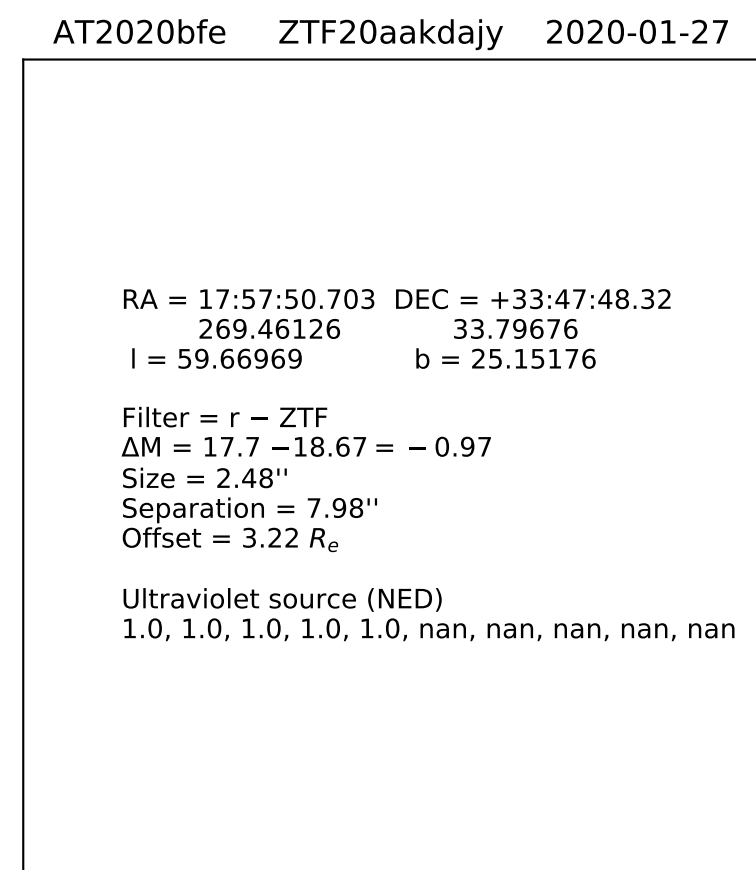 AT2020bfe ZTF20aakdajy 2020-01-27
RA = 17:57:50.703 DEC = +33:47:48.32
269.46126 33.79676
l = 59.66969 b = 25.15176
Filter = r − ZTF
ΔM = 17.7 −18.67 = − 0.97
Size = 2.48''
Separation = 7.98''
Offset = 3.22 Re
Ultraviolet source (NED)
1.0, 1.0, 1.0, 1.0, 1.0, nan, nan, nan, nan, nan